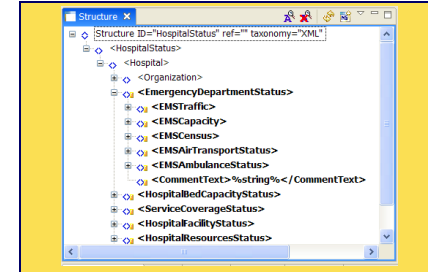 Structure
Structure ID="HospitalStatus" ref="" taxonomy="XML"
<HospitalStatus>
<Hospital>
<Organization>
<EmergencyDepartmentStatus>
<EMSTraffic>
<EMSCapacity>
<EMSCensus>
<EMSAirTransportStatus>
<EMSAmbulanceStatus>
<CommentText>%string%</CommentText>
<HospitalBedCapacityStatus>
<ServiceCoverageStatus>
<HospitalFacilityStatus>
<HospitalResourcesStatus>